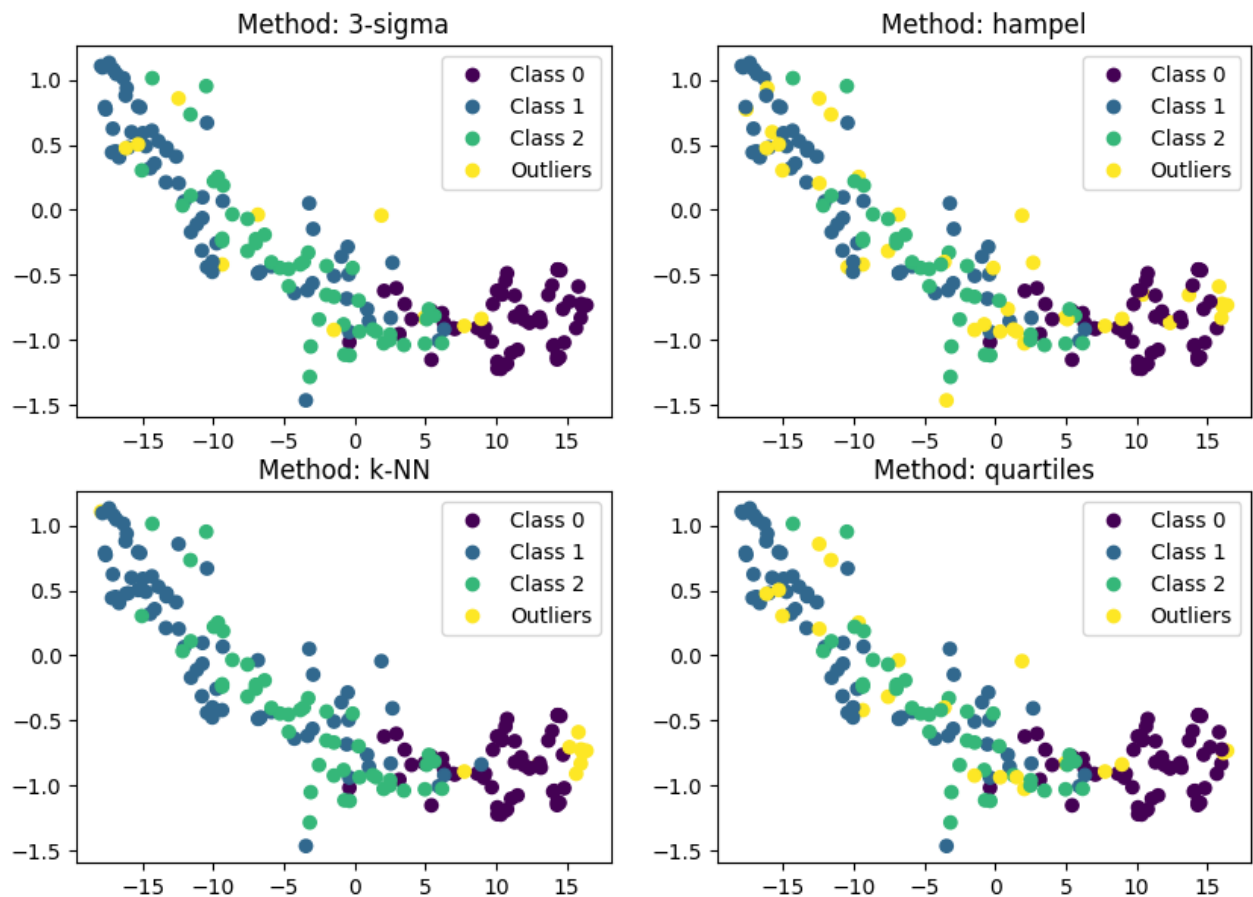 Method: 3-sigma
1.0
0.5
0.0
−0.5
−1.0
−1.5
Class 0
Class 1
Class 2
Outliers
−15 −10 −5 0 5 10 15
Method: hampel
1.0
0.5
0.0
−0.5
−1.0
−1.5
Class 0
Class 1
Class 2
Outliers
−15 −10 −5 0 5 10 15
Method: k-NN
1.0
0.5
0.0
−0.5
−1.0
−1.5
Class 0
Class 1
Class 2
Outliers
−15 −10 −5 0 5 10 15
Method: quartiles
1.0
0.5
0.0
−0.5
−1.0
−1.5
Class 0
Class 1
Class 2
Outliers
−15 −10 −5 0 5 10 15